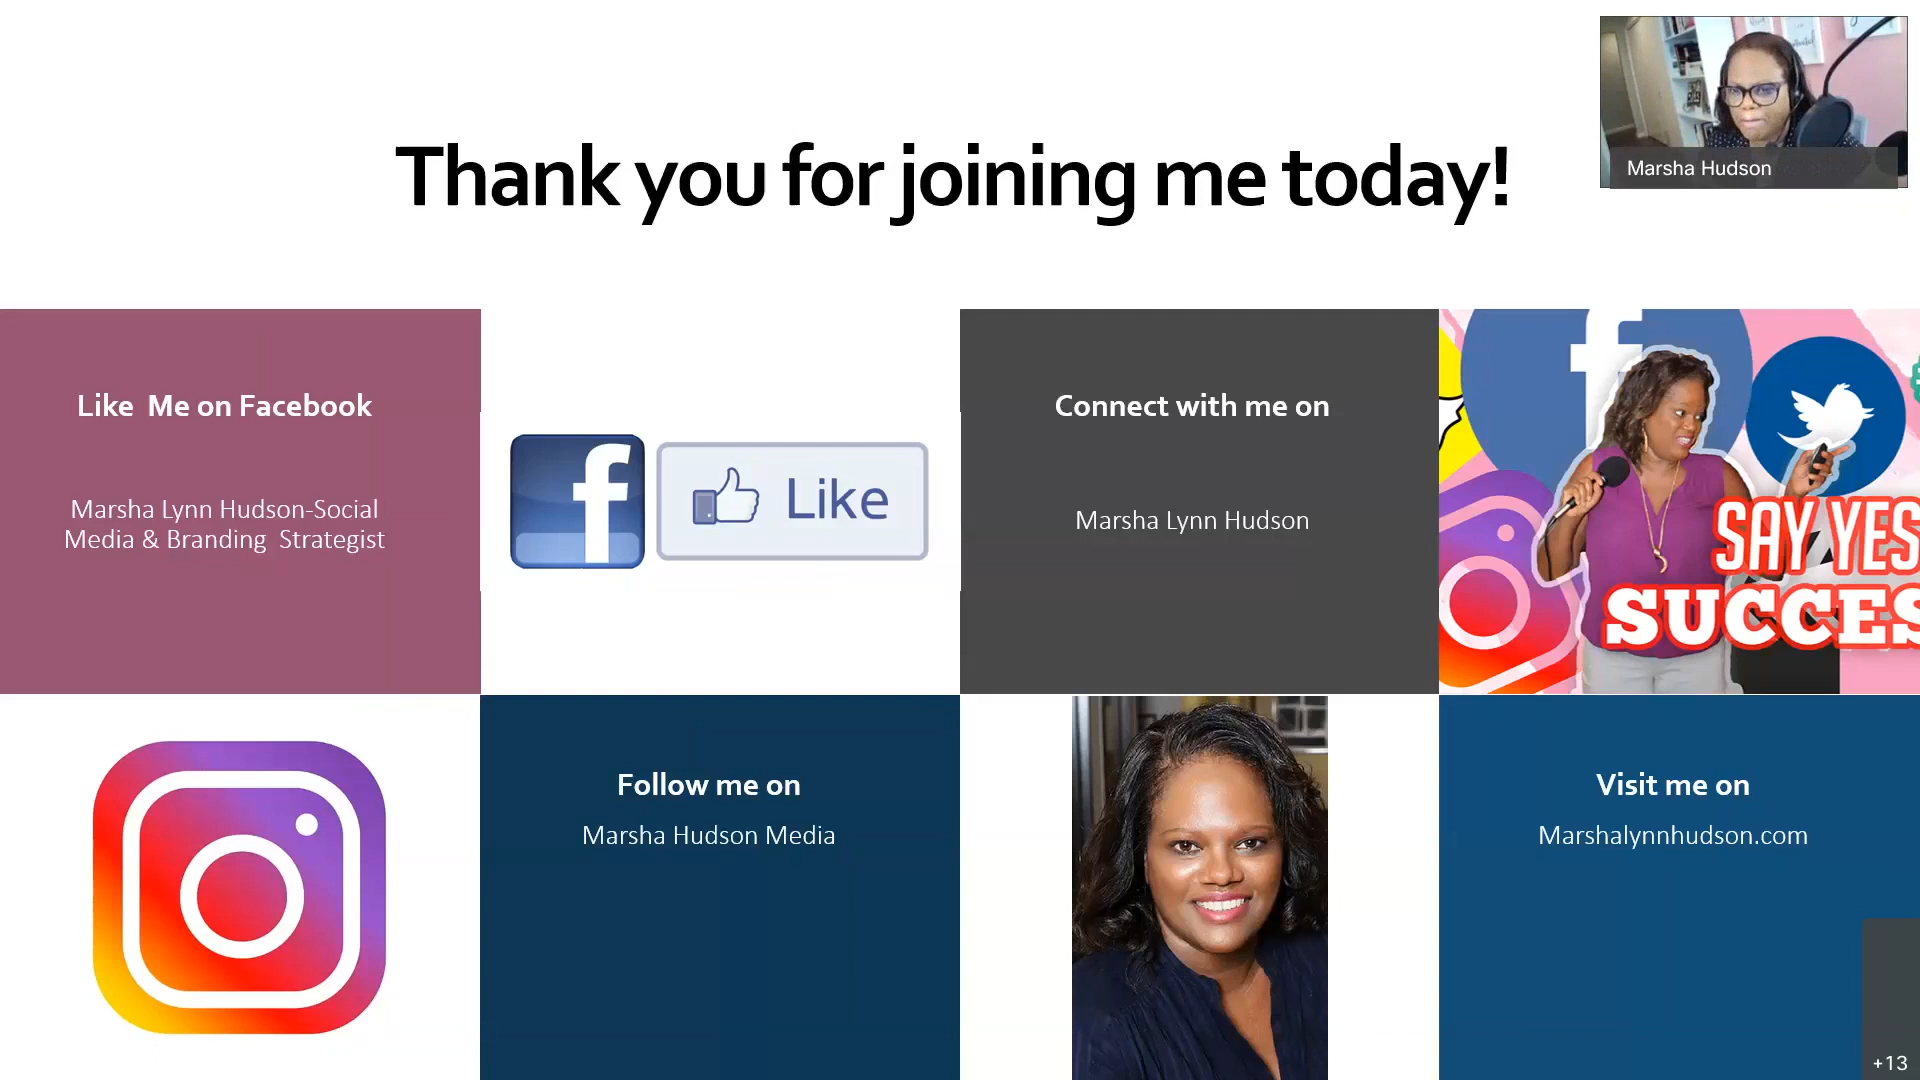 Thank you for joining me today!
Marsha Hudson
Like Me on Facebook
Marsha Lynn Hudson-Social
Media & Branding Strategist
f
Like
Connect with me on
Marsha Lynn Hudson
f
SAY YES
SUCCES
Follow me on
Marsha Hudson Media
Visit me on
Marshalynnhudson.com
+13